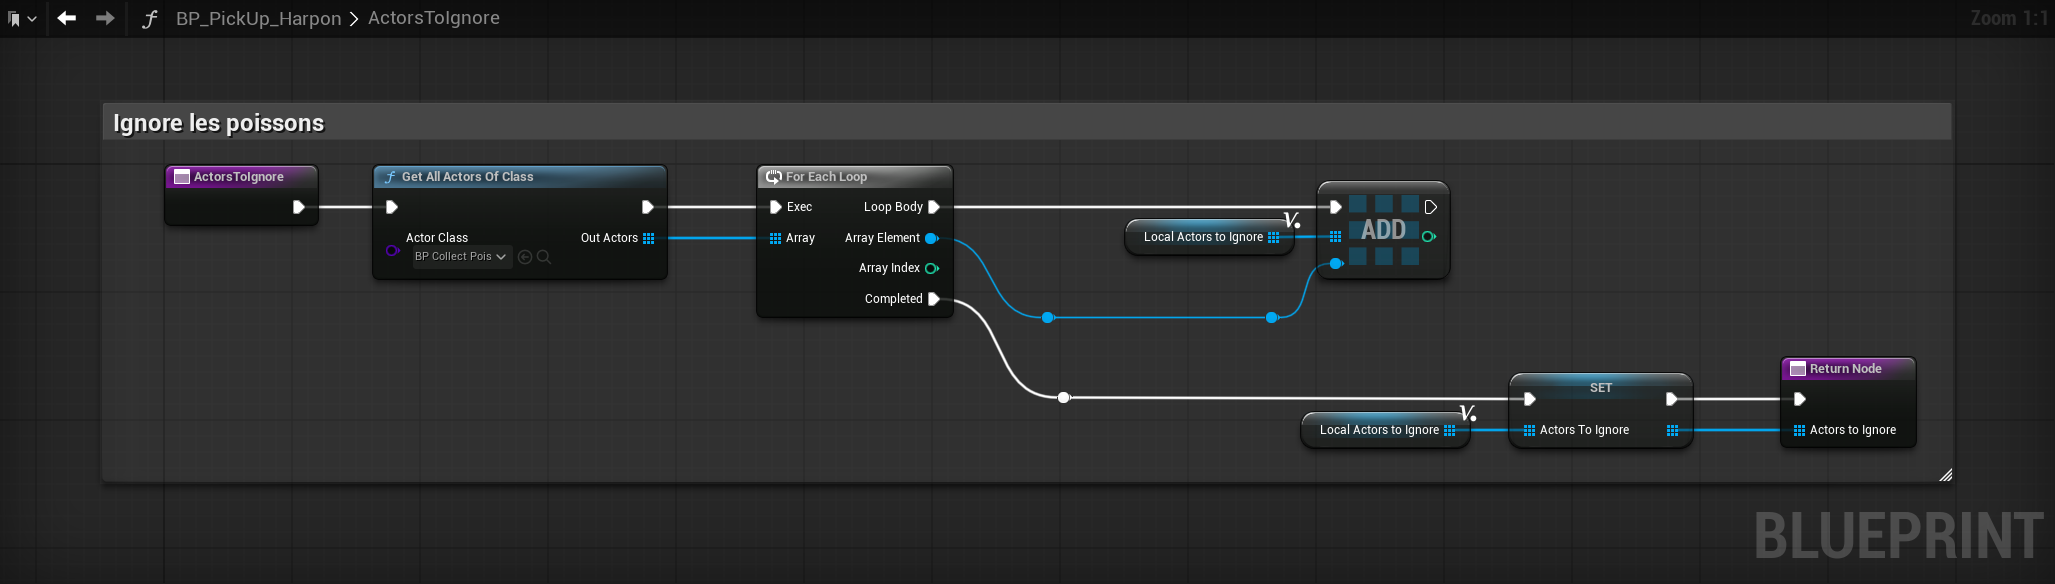 BP_PickUp_Harpon > ActorsToIgnore
Zoom 1:1
Ignore les poissons
ActorsToIgnore
Get All Actors Of Class
Actor Class
BP Collect Pois
Out Actors
For Each Loop
Exec
Loop Body
Array
Array Element
Array Index
Completed
Local Actors to Ignore
V.
ADD
Local Actors to Ignore
V.
SET
Actors To Ignore
Return Node
Actors to Ignore
BLUEPRINT